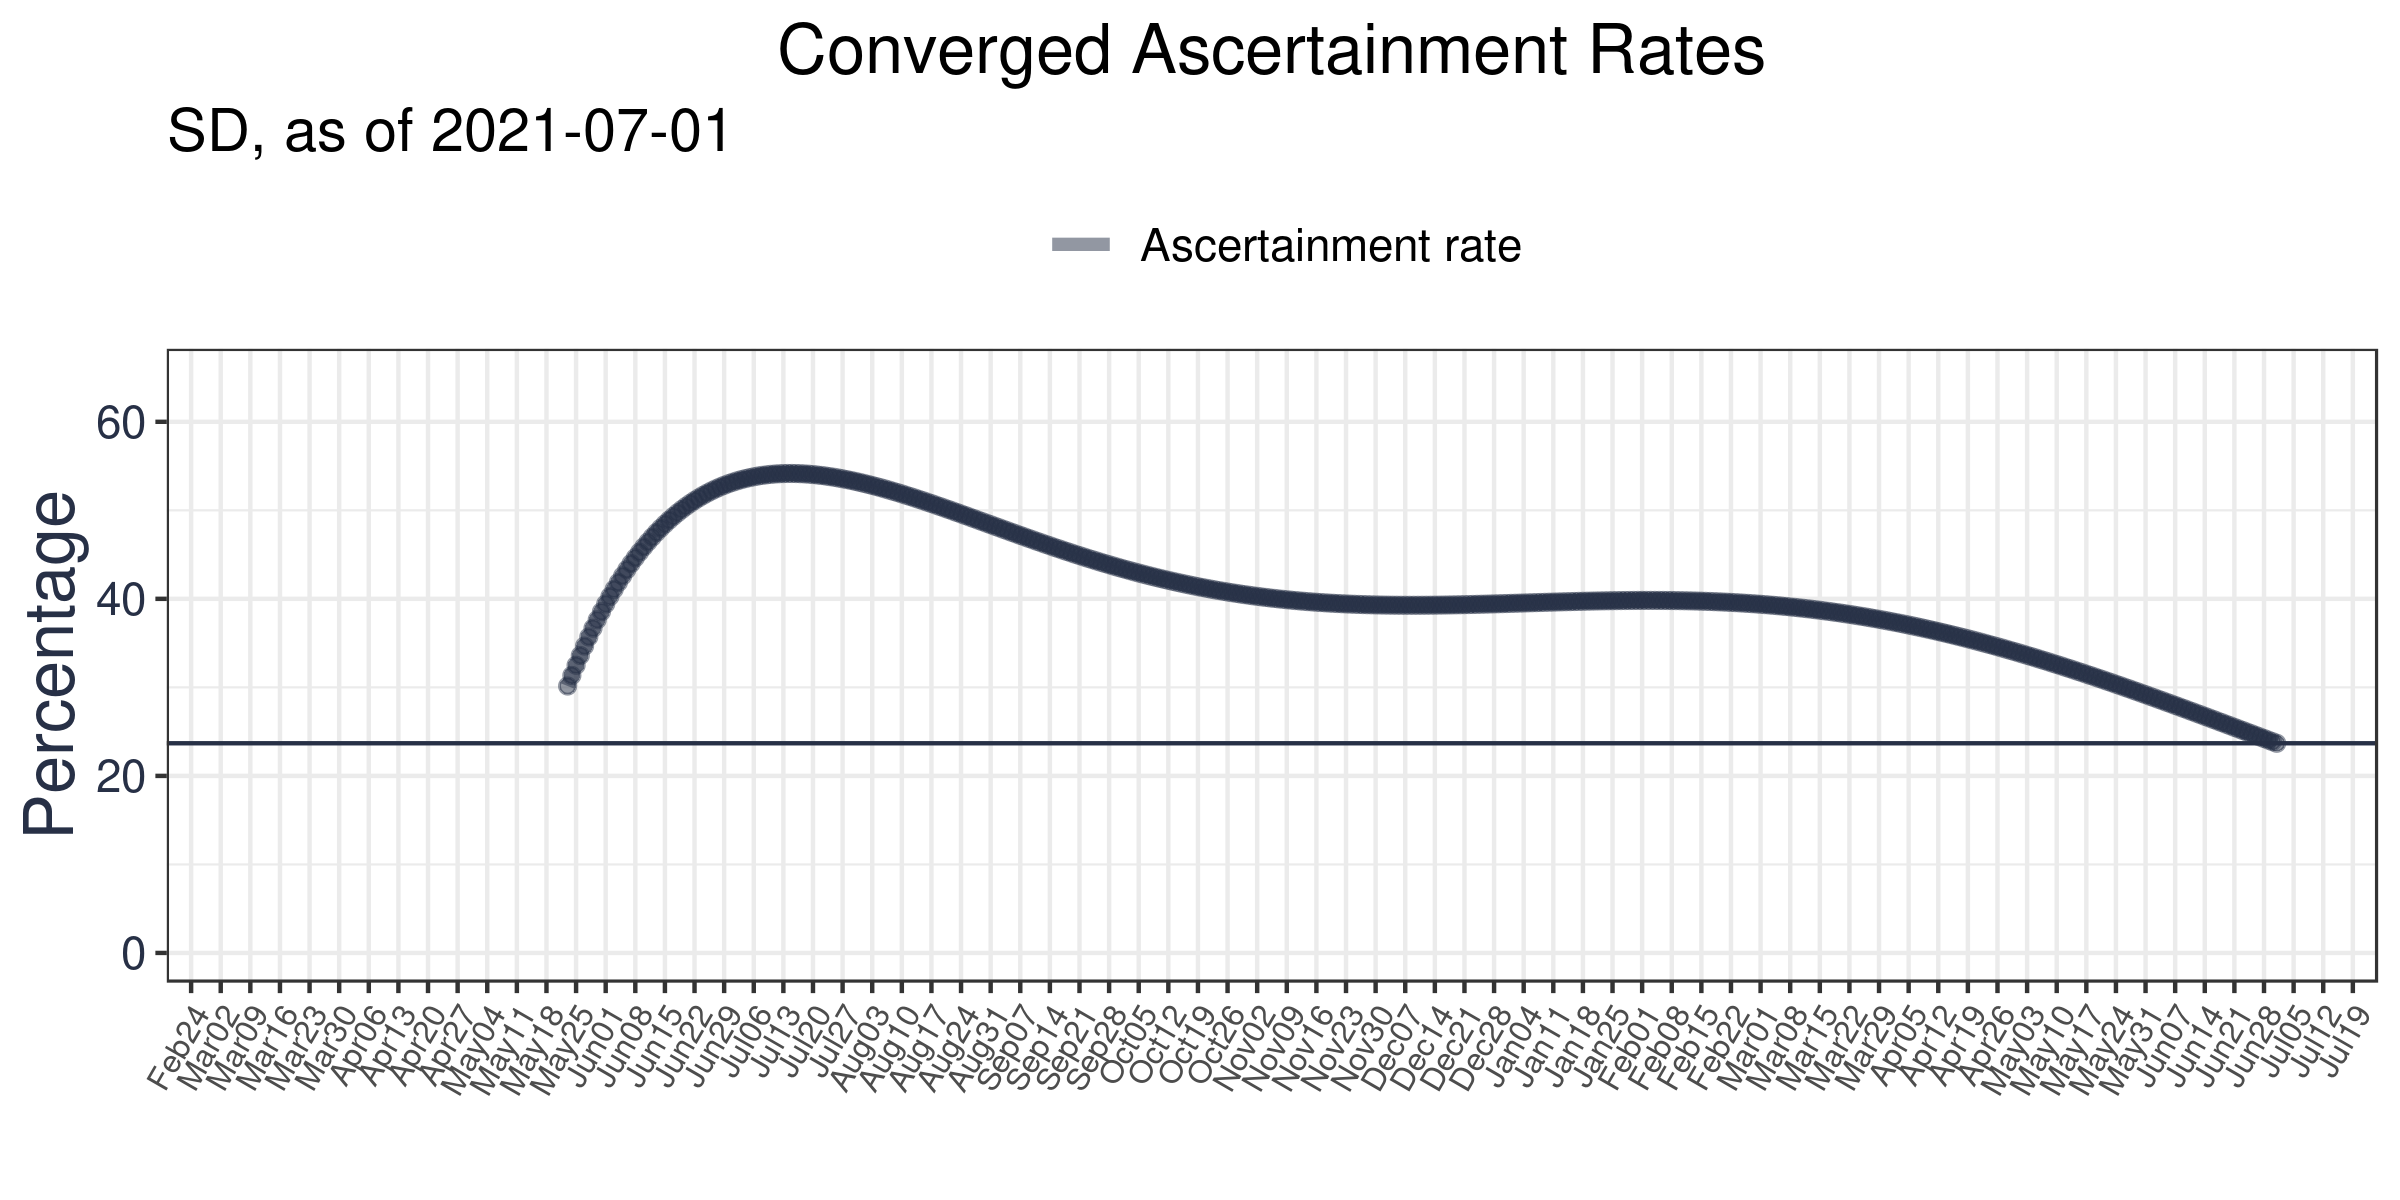 Converged Ascertainment Rates
SD, as of 2021-07-01
Ascertainment rate
Percentage
60
40
20
0
Feb24
Mar02
Mar09
Mar16
Mar23
Mar30
Apr06
Apr13
Apr20
Apr27
May04
May11
May18
May25
Jun01
Jun08
Jun15
Jun22
Jun29
Jul06
Jul13
Jul20
Jul27
Aug03
Aug10
Aug17
Aug24
Aug31
Sep07
Sep14
Sep21
Sep28
Oct05
Oct12
Oct19
Oct26
Nov02
Nov09
Nov16
Nov23
Nov30
Dec07
Dec14
Dec21
Dec28
Jan04
Jan11
Jan18
Jan25
Feb01
Feb08
Feb15
Feb22
Mar01
Mar08
Mar15
Mar22
Mar29
Apr05
Apr12
Apr19
Apr26
May03
May10
May17
May24
May31
Jun07
Jun14
Jun21
Jun28
Jul05
Jul12
Jul19